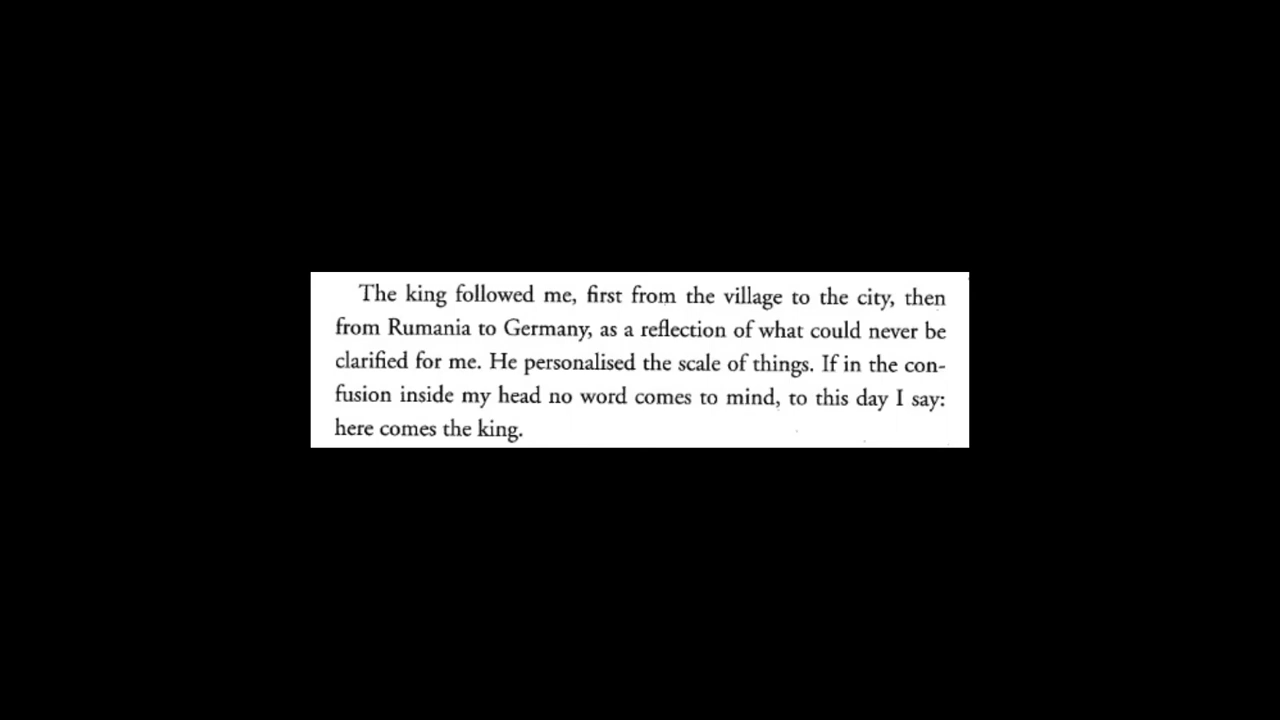 The king followed me, first from the village to the city, then
from Rumania to Germany, as a reflection of what could never be
clarified for me. He personalised the scale of things. If in the con-
fusion inside my head no word comes to mind, to this day I say:
here comes the king.